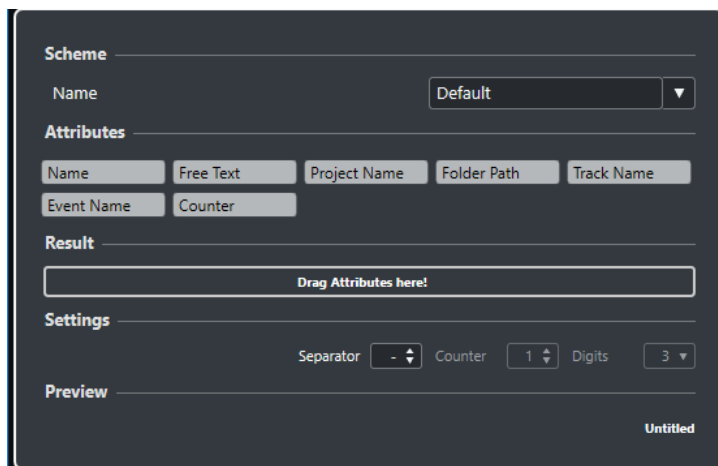 Scheme
Name Default
Attributes
Name Free Text Project Name Folder Path Track Name
Event Name Counter
Result
Drag Attributes here!
Settings
Separator - Counter 1 Digits 3
Preview
Untitled